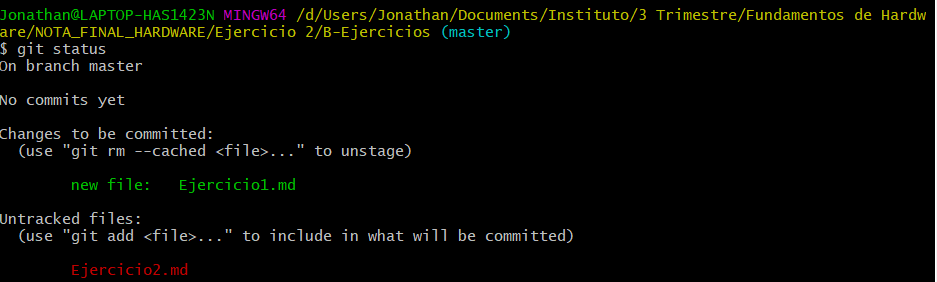 Jonathan@LAPTOP-HAS1423N MINGW64 /d/Users/Jonathan/Documents/Instituto/3 Trimestre/Fundamentos de Hardw
are/NOTA_FINAL_HARDWARE/Ejercicio 2/B-Ejercicios (master)
$ git status
On branch master
No commits yet
Changes to be committed:
(use "git rm --cached <file>..." to unstage)
new file: Ejercicio1.md
Untracked files:
(use "git add <file>..." to include in what will be committed)
Ejercicio2.md